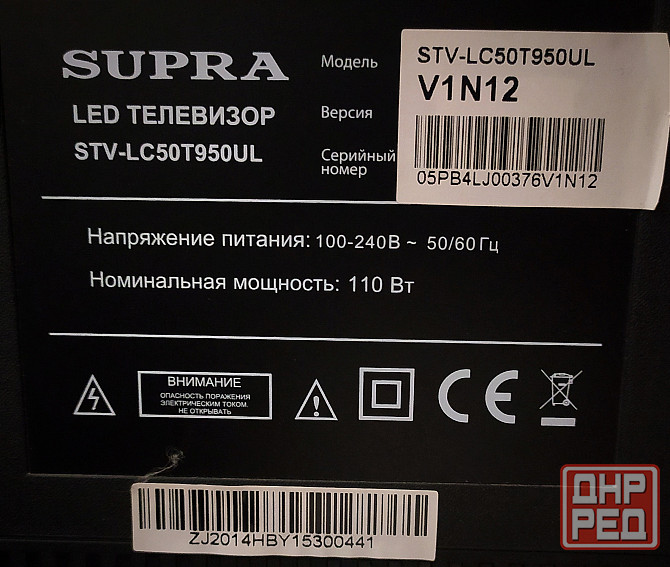 SUPRA
LED ТЕЛЕВИЗОР
STV-LC50T950UL
Модель
Версия
Серийный
номер
STV-LC50T950UL
V1N12
05PB4LJ00376V1N12
Напряжение питания: 100-240В ~ 50/60 Гц
Номинальная мощность: 110 Вт
ВНИМАНИЕ
ОПАСНОСТЬ ПОРАЖЕНИЯ
ЭЛЕКТРИЧЕСКИМ ТОКОМ.
НЕ ОТКРЫВАТЬ
CE
ZJ2014HBY15300441
ДНР
РЕД